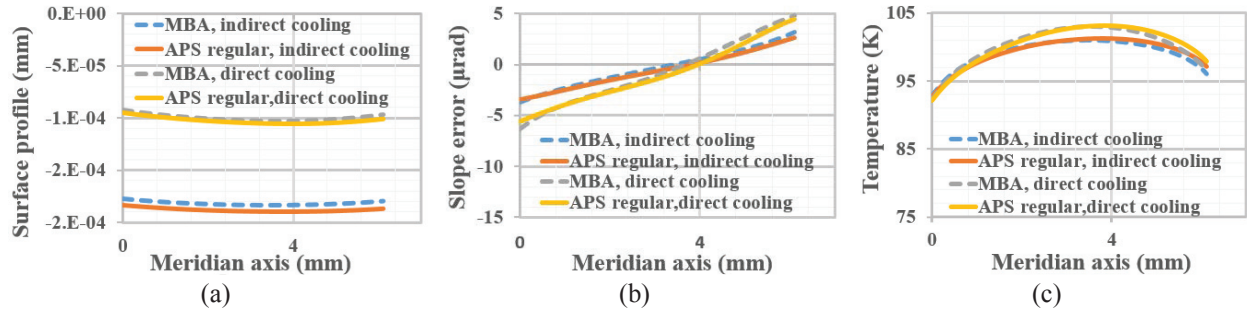 Surface profile (mm)
0.E+00
-5.E-05
-1.E-04
-2.E-04
-2.E-04
MBA, indirect cooling
APS regular, indirect cooling
MBA, direct cooling
APS regular,direct cooling
0
4
Meridian axis (mm)
(a)
Slope error (μrad)
5
0
-5
-10
-15
MBA, indirect cooling
APS regular, indirect cooling
MBA, direct cooling
APS regular,direct cooling
0
4
Meridian axis (mm)
(b)
Temperature (K)
105
95
85
75
MBA, indirect cooling
APS regular, indirect cooling
MBA, direct cooling
APS regular,direct cooling
0
4
Meridian axis (mm)
(c)